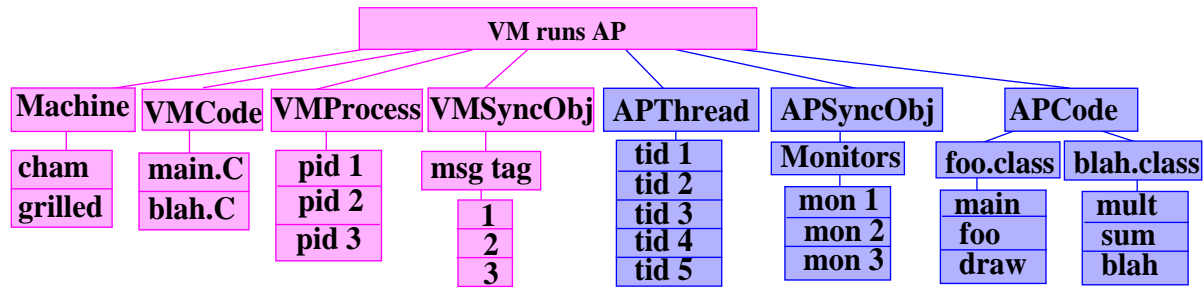 VM runs AP
Machine
cham
grilled
VMCode
main.C
blah.C
VMProcess
pid 1
pid 2
pid 3
VMSyncObj
msg tag
1
2
3
APThread
tid 1
tid 2
tid 3
tid 4
tid 5
APSyncObj
Monitors
mon 1
mon 2
mon 3
APCode
foo.class
main
foo
draw
blah.class
mult
sum
blah